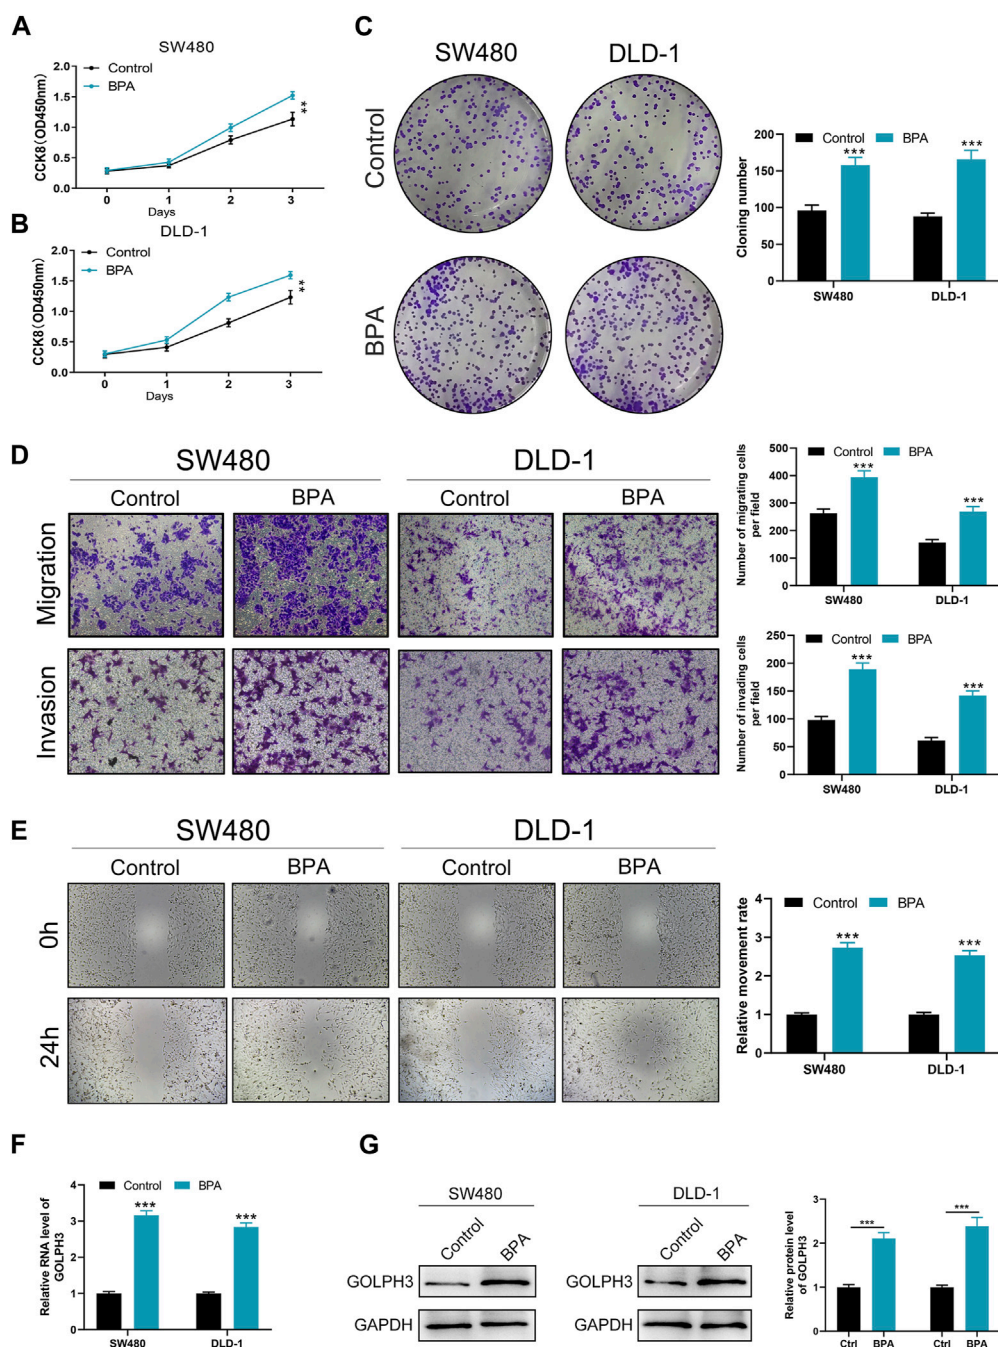 A
SW480
Control
BPA
CCK8(OD450nm)
2.0
1.5
1.0
0.5
0.0
0 1 2 3
Days
**
B
DLD-1
Control
BPA
CCK8(OD450nm)
2.0
1.5
1.0
0.5
0.0
0 1 2 3
Days
**
C
SW480 DLD-1
Control
BPA
Control BPA
Cloning number
200
150
100
50
0
*** ***
SW480 DLD-1
D
SW480 DLD-1
Control BPA Control BPA
Migration
Invasion
Control BPA
Number of migrating cells
per field
500
400
300
200
100
0
*** ***
SW480 DLD-1
Control BPA
Number of invading cells
per field
250
200
150
100
50
0
*** ***
SW480 DLD-1
E
SW480 DLD-1
Control BPA Control BPA
0h
24h
Control BPA
Relative movement rate
4
3
2
1
0
*** ***
SW480 DLD-1
F
Control BPA
Relative RNA level of
GOLPH3
4
3
2
1
0
*** ***
SW480 DLD-1
G
SW480 DLD-1
Control BPA Control BPA
GOLPH3 GOLPH3
GAPDH GAPDH
Relative protein level
of GOLPH3
3
2
1
0
*** ***
Ctrl BPA Ctrl BPA